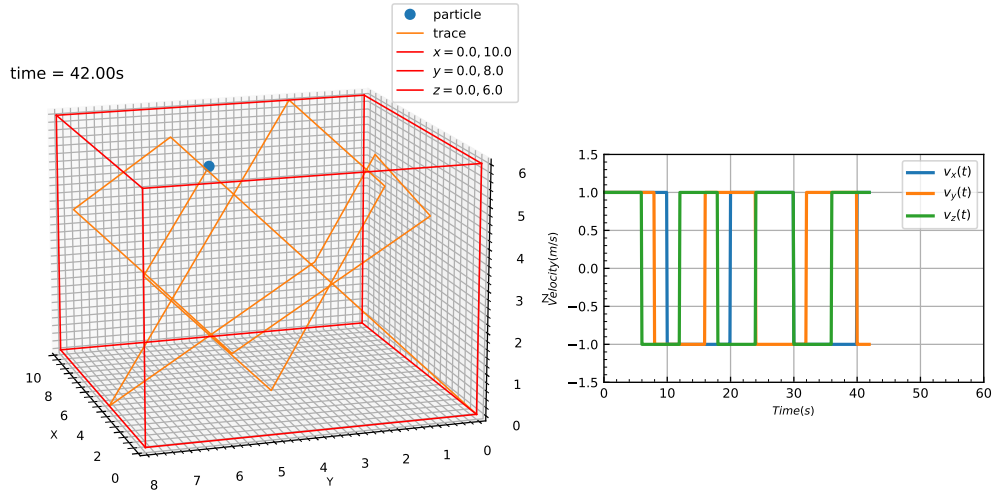 particle
trace
x = 0.0, 10.0
y = 0.0, 8.0
z = 0.0, 6.0
time = 42.00s
6
5
4
3
2
1
0
Z
10
8
6
4
2
0
X
8
7
6
5
4
3
2
1
0
Y
1.5
1.0
0.5
0.0
−0.5
−1.0
−1.5
Velocity(m/s)
0
10
20
30
40
50
60
Time(s)
v_x(t)
v_y(t)
v_z(t)